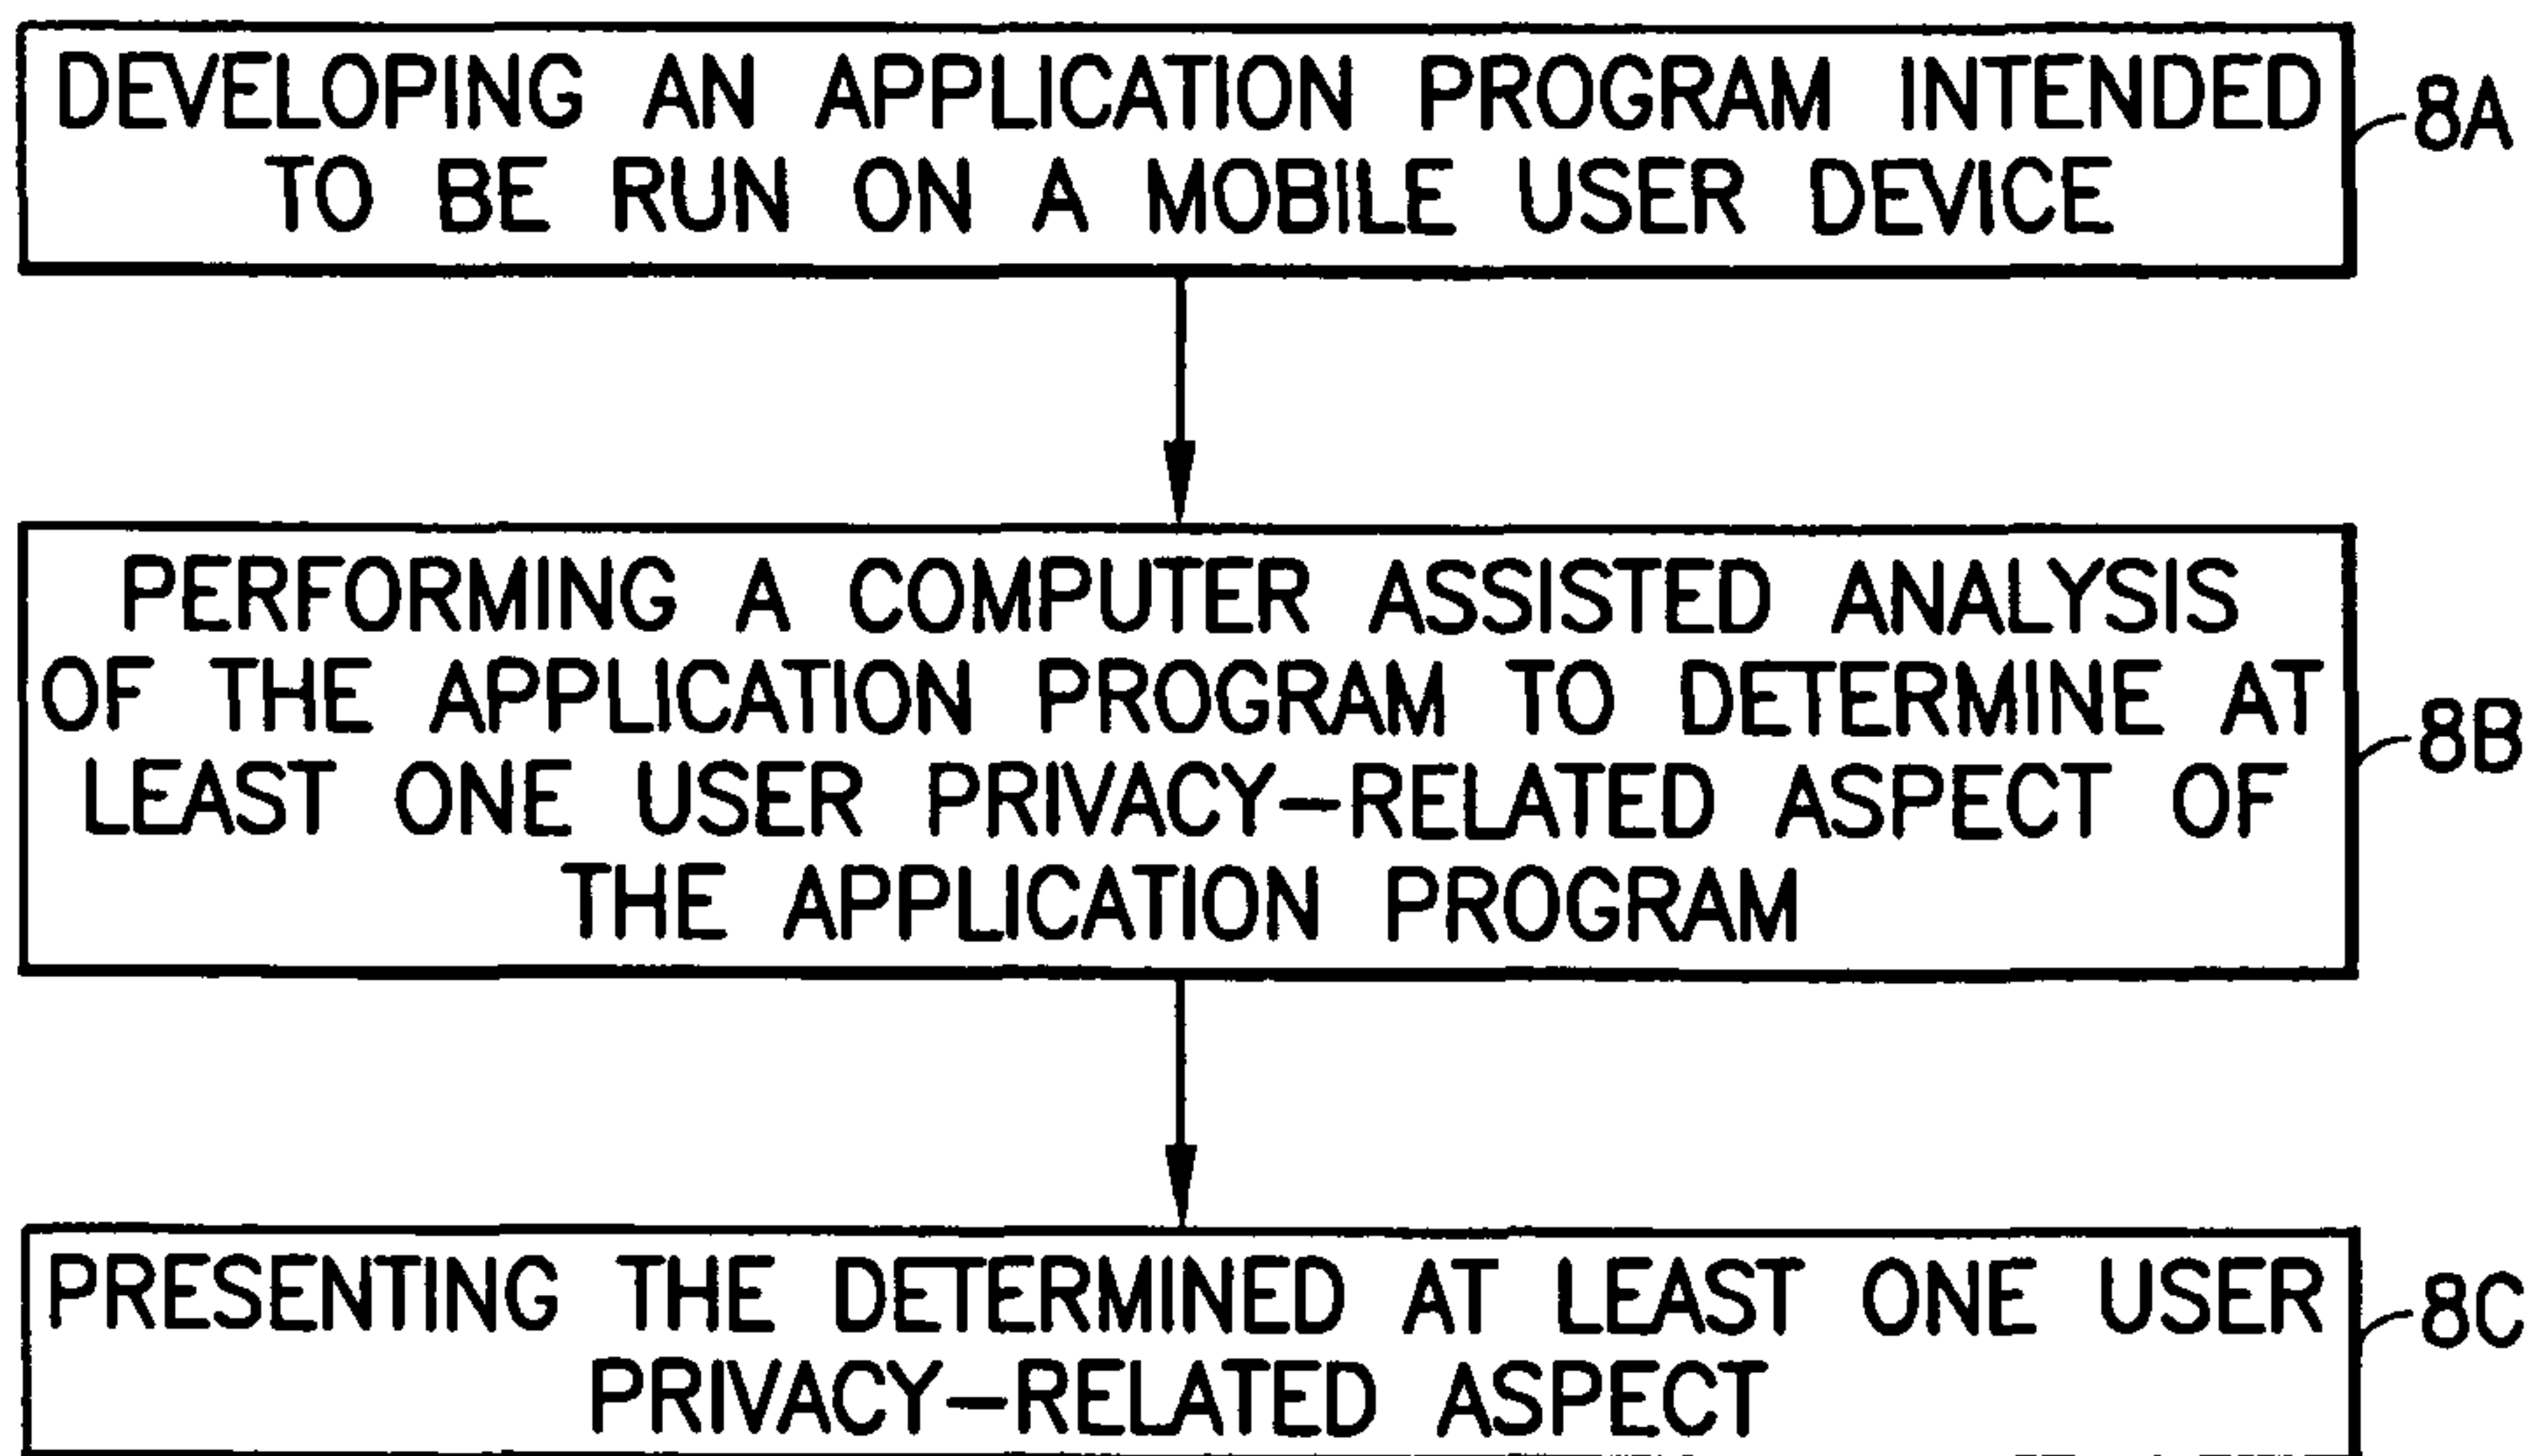 DEVELOPING AN APPLICATION PROGRAM INTENDED
TO BE RUN ON A MOBILE USER DEVICE
8A
PERFORMING A COMPUTER ASSISTED ANALYSIS
OF THE APPLICATION PROGRAM TO DETERMINE AT
LEAST ONE USER PRIVACY–RELATED ASPECT OF
THE APPLICATION PROGRAM
8B
PRESENTING THE DETERMINED AT LEAST ONE USER
PRIVACY–RELATED ASPECT
8C